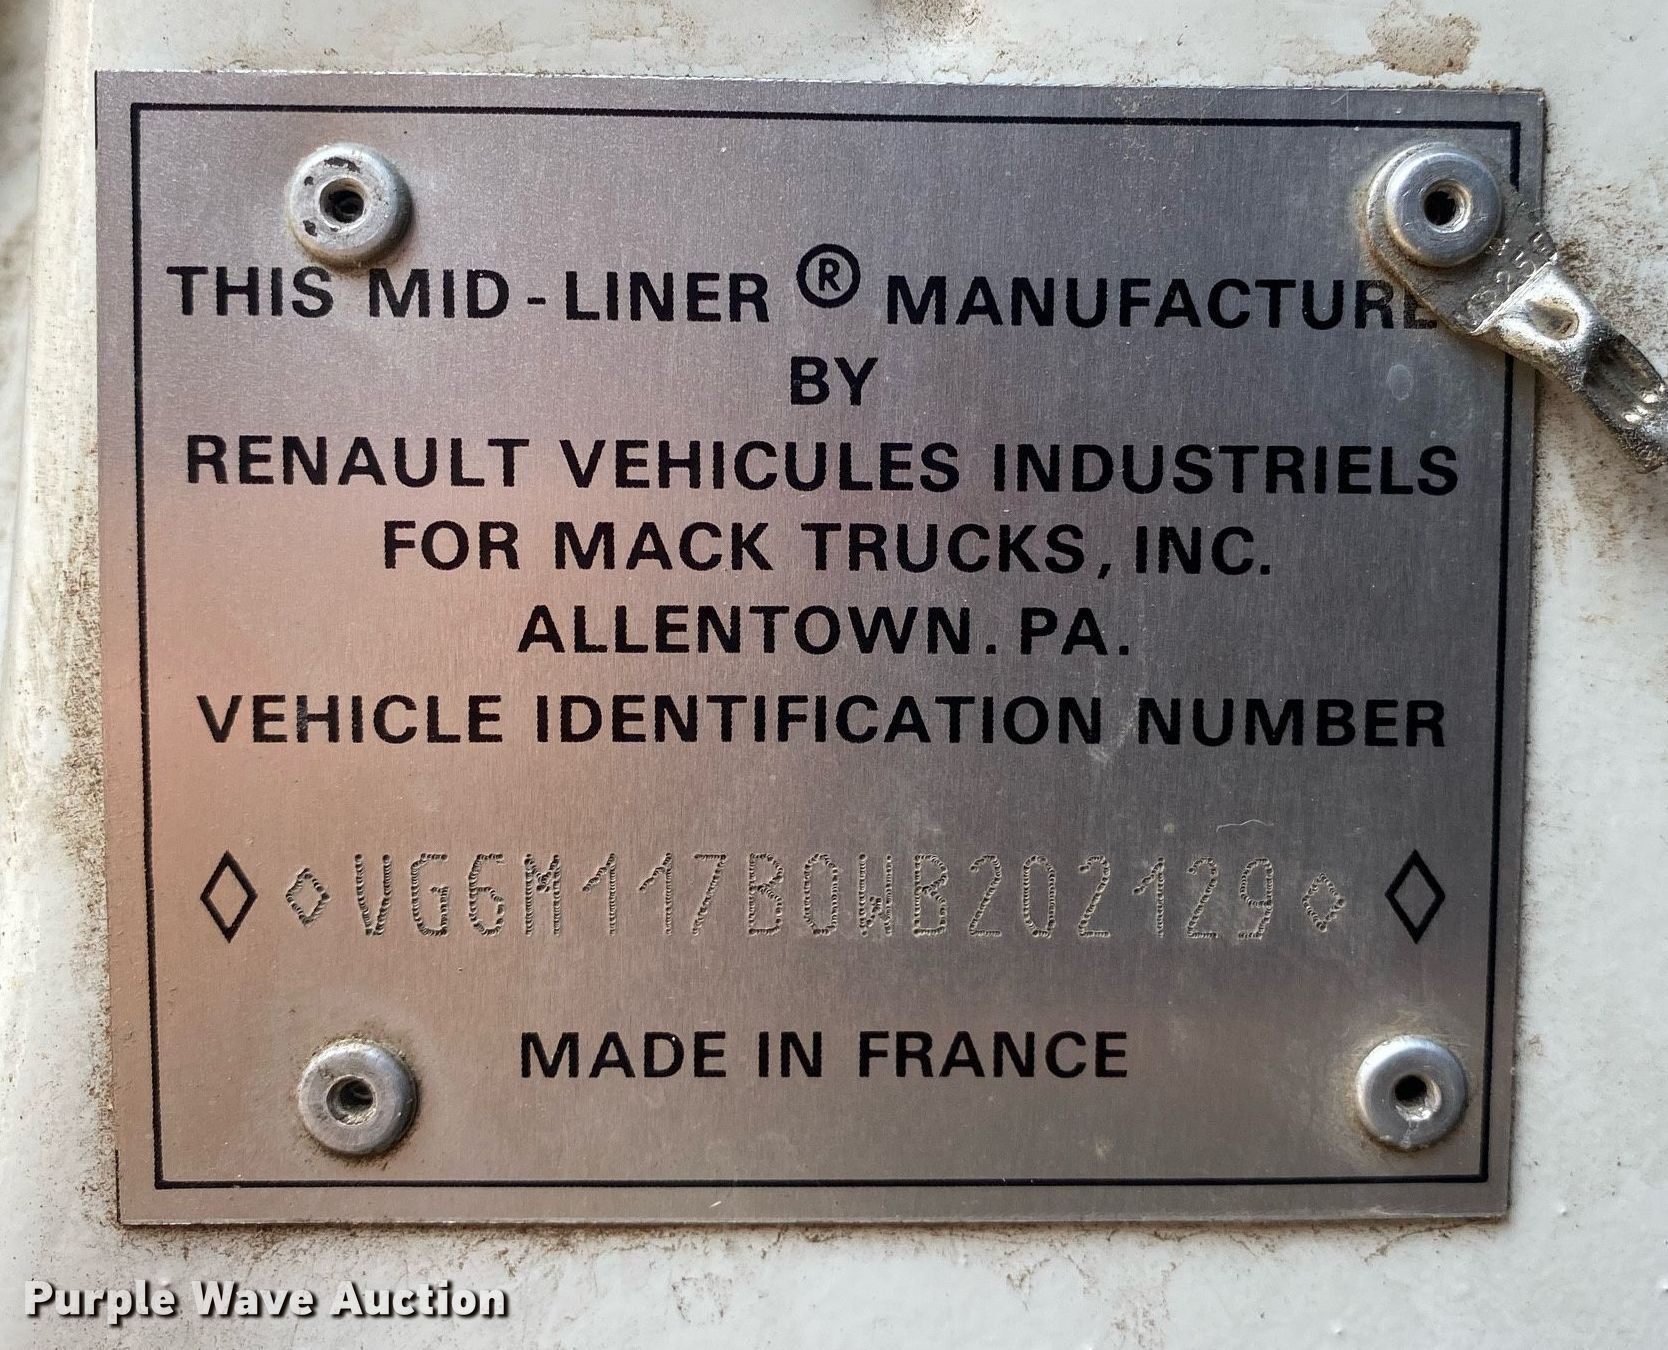 THIS MID-LINER ® MANUFACTURE
BY
RENAULT VEHICULES INDUSTRIELS
FOR MACK TRUCKS, INC.
ALLENTOWN. PA.
VEHICLE IDENTIFICATION NUMBER
◇ ◇VG6M117B0WB202129◇ ◇
MADE IN FRANCE
Purple Wave Auction